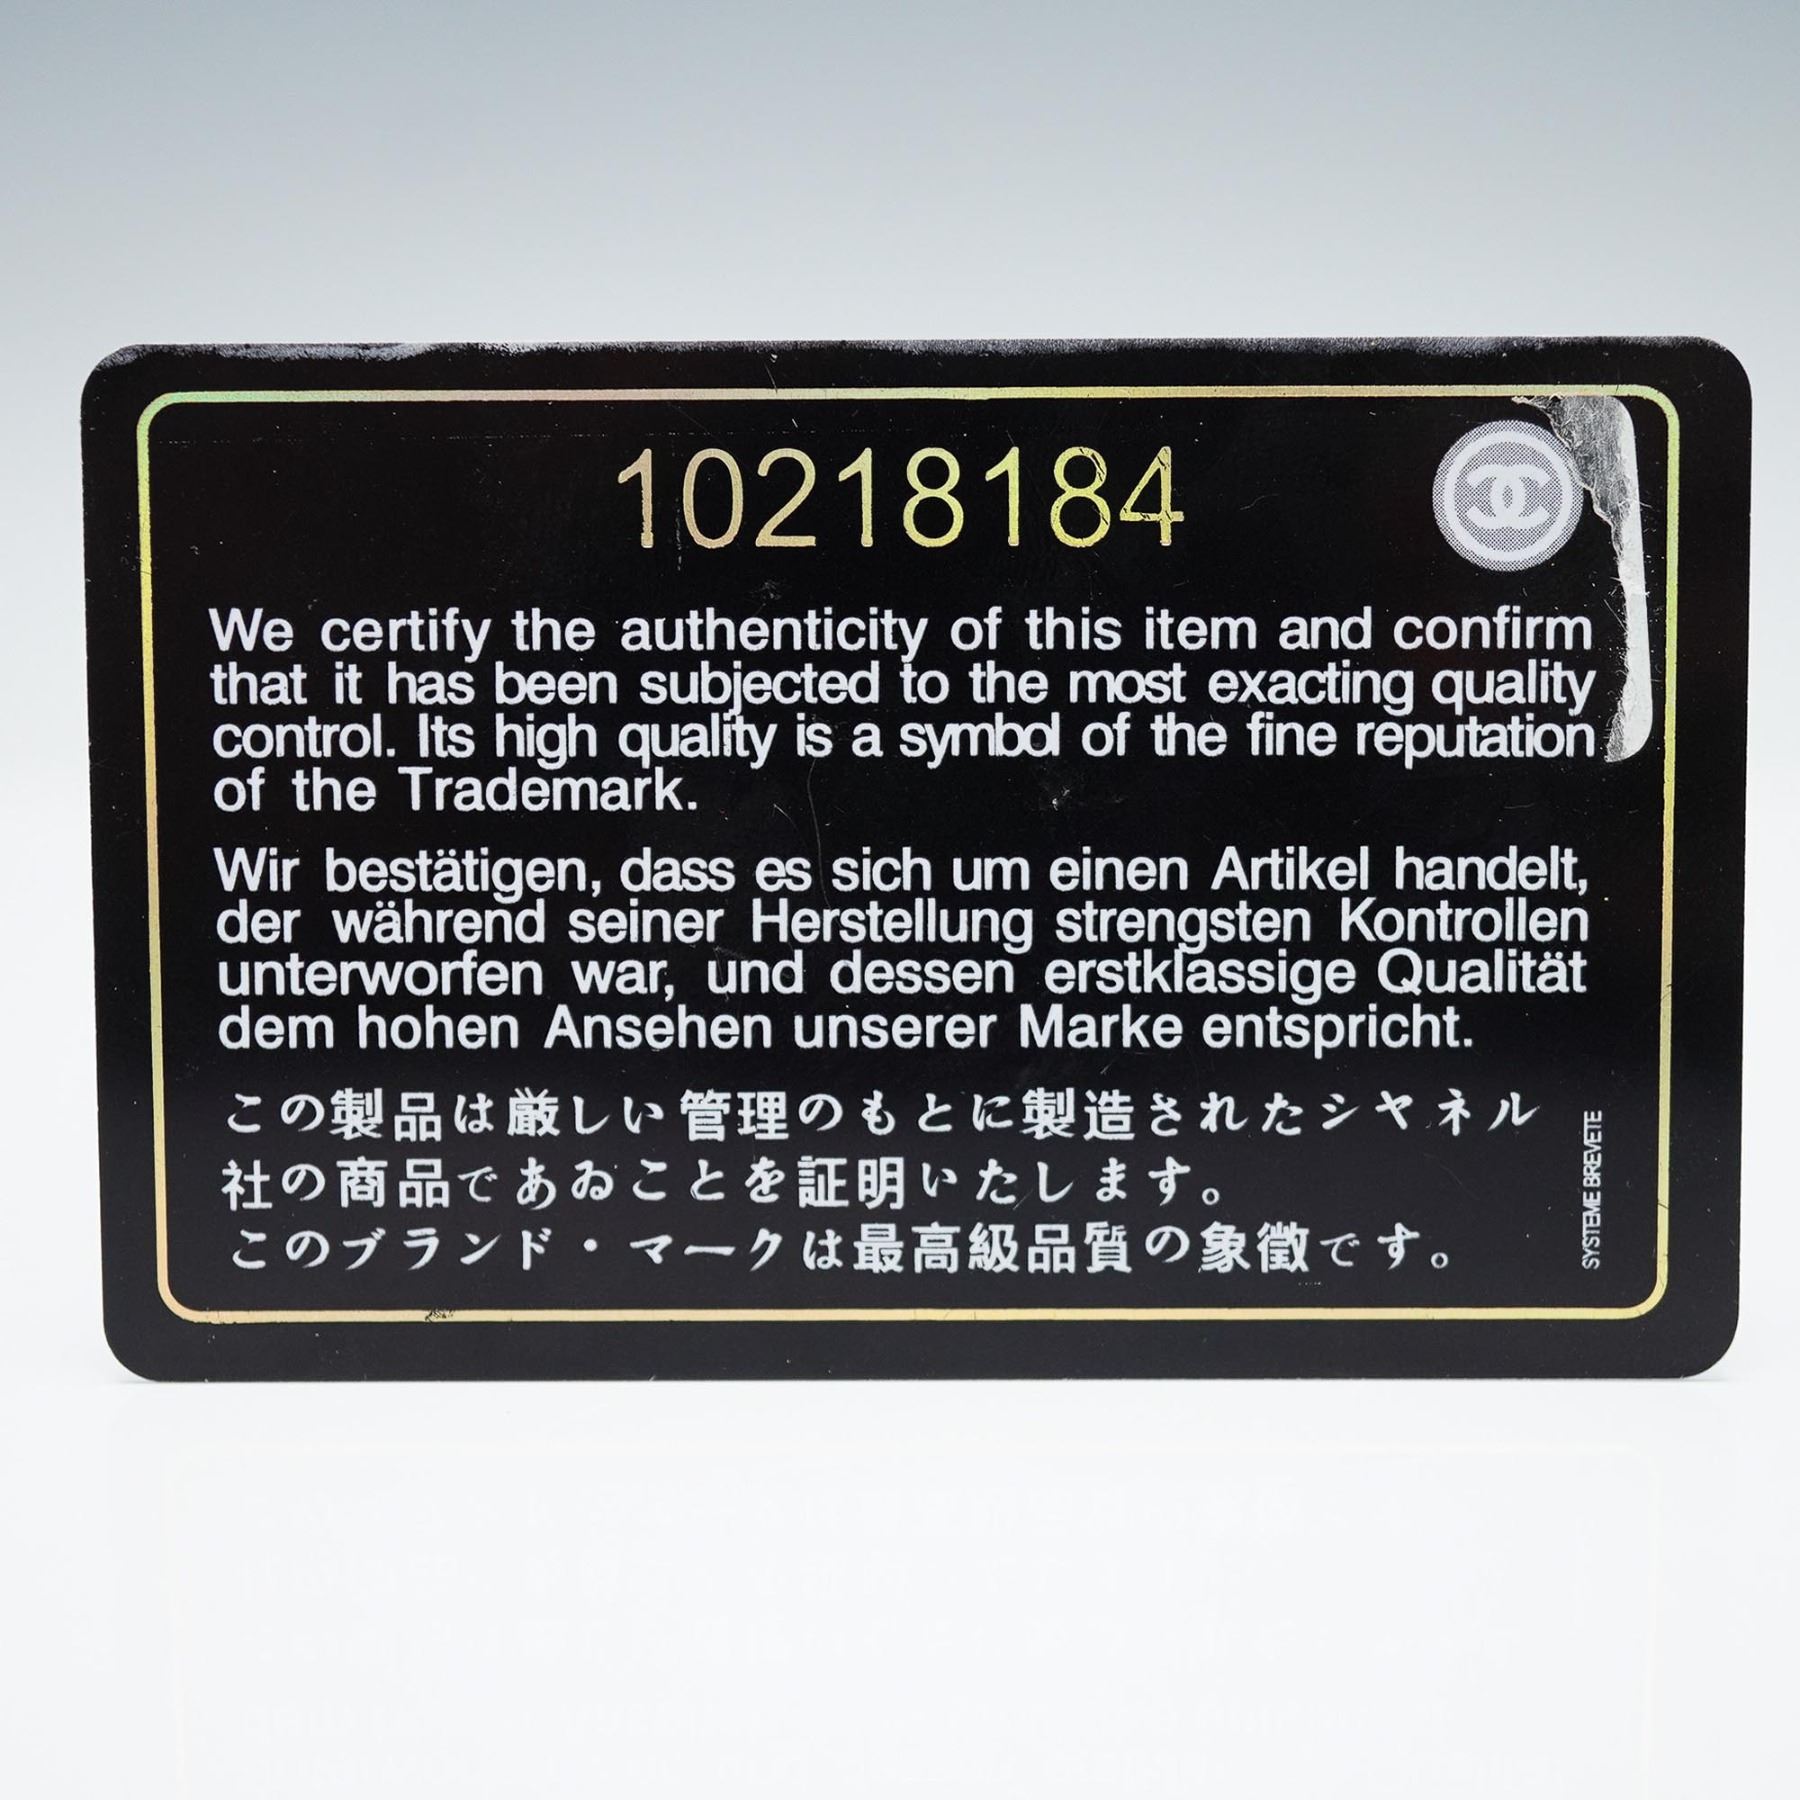 10218184
We certify the authenticity of this item and confirm
that it has been subjected to the most exacting quality
control. Its high quality is a symbol of the fine reputation
of the Trademark.
Wir bestätigen, dass es sich um einen Artikel handelt,
der während seiner Herstellung strengsten Kontrollen
unterworfen war, und dessen erstklassige Qualität
dem hohen Ansehen unserer Marke entspricht.
この製品は厳しい管理のもとに製造されたシヤネル
社の商品であゐことを証明いたします。
このブランド・マークは最高級品質の象徴です。
SYSTEME BREVETE